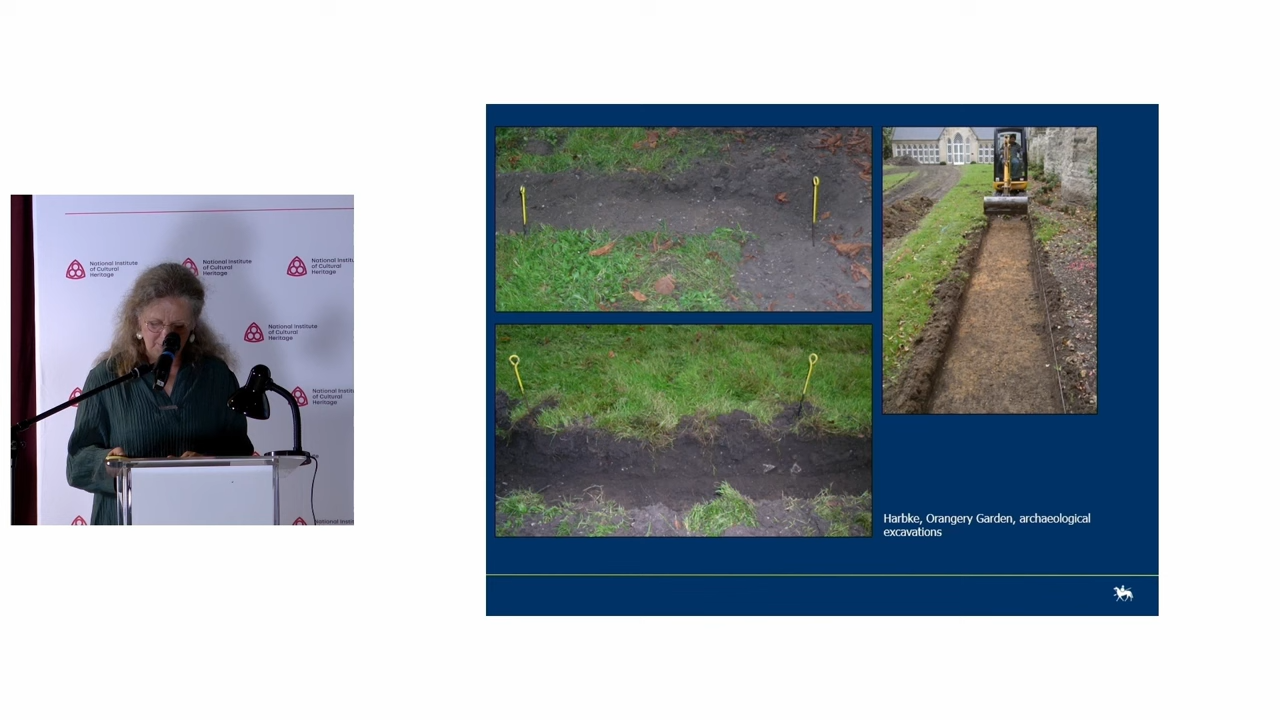 National Institute
of Cultural
Heritage
National Institute
of Cultural
Heritage
National Institute
of Cultural
Heritage
National Institute
of Cultural
Heritage
National Institute
of Cultural
Heritage
National Institute
Harbke, Orangery Garden, archaeological
excavations